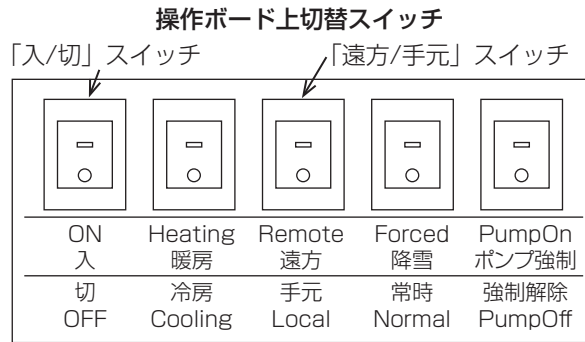 操作ボード上切替スイッチ
「入/切」スイッチ 「遠方/手元」スイッチ
ON Heating Remote Forced PumpOn
入 暖房 遠方 降雪 ポンプ強制
切 冷房 手元 常時 強制解除
OFF Cooling Local Normal PumpOff